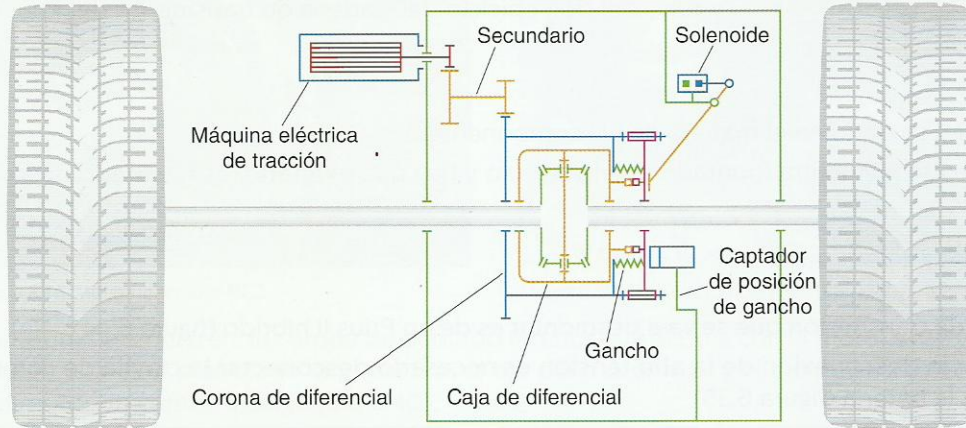 Secundario
Solenoide
Máquina eléctrica
de tracción
Captador
de posición
de gancho
Gancho
Corona de diferencial
Caja de diferencial